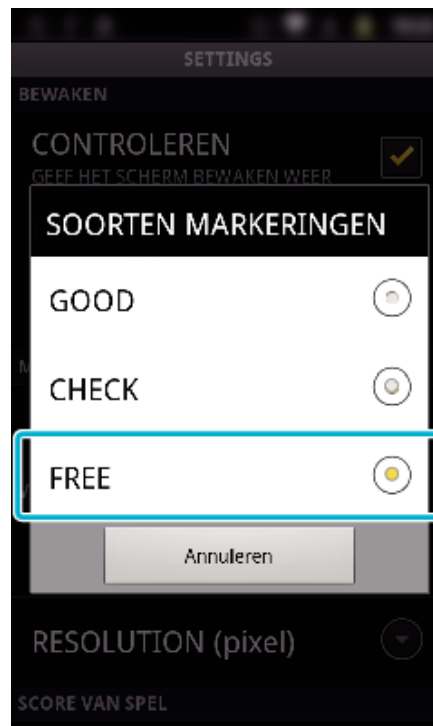 SETTINGS
BEWAKEN
CONTROLEREN
GEEF HET SCHERM BEWAKEN WEER
SOORTEN MARKERINGEN
GOOD
CHECK
FREE
Annuleren
RESOLUTION (pixel)
SCORE VAN SPEL